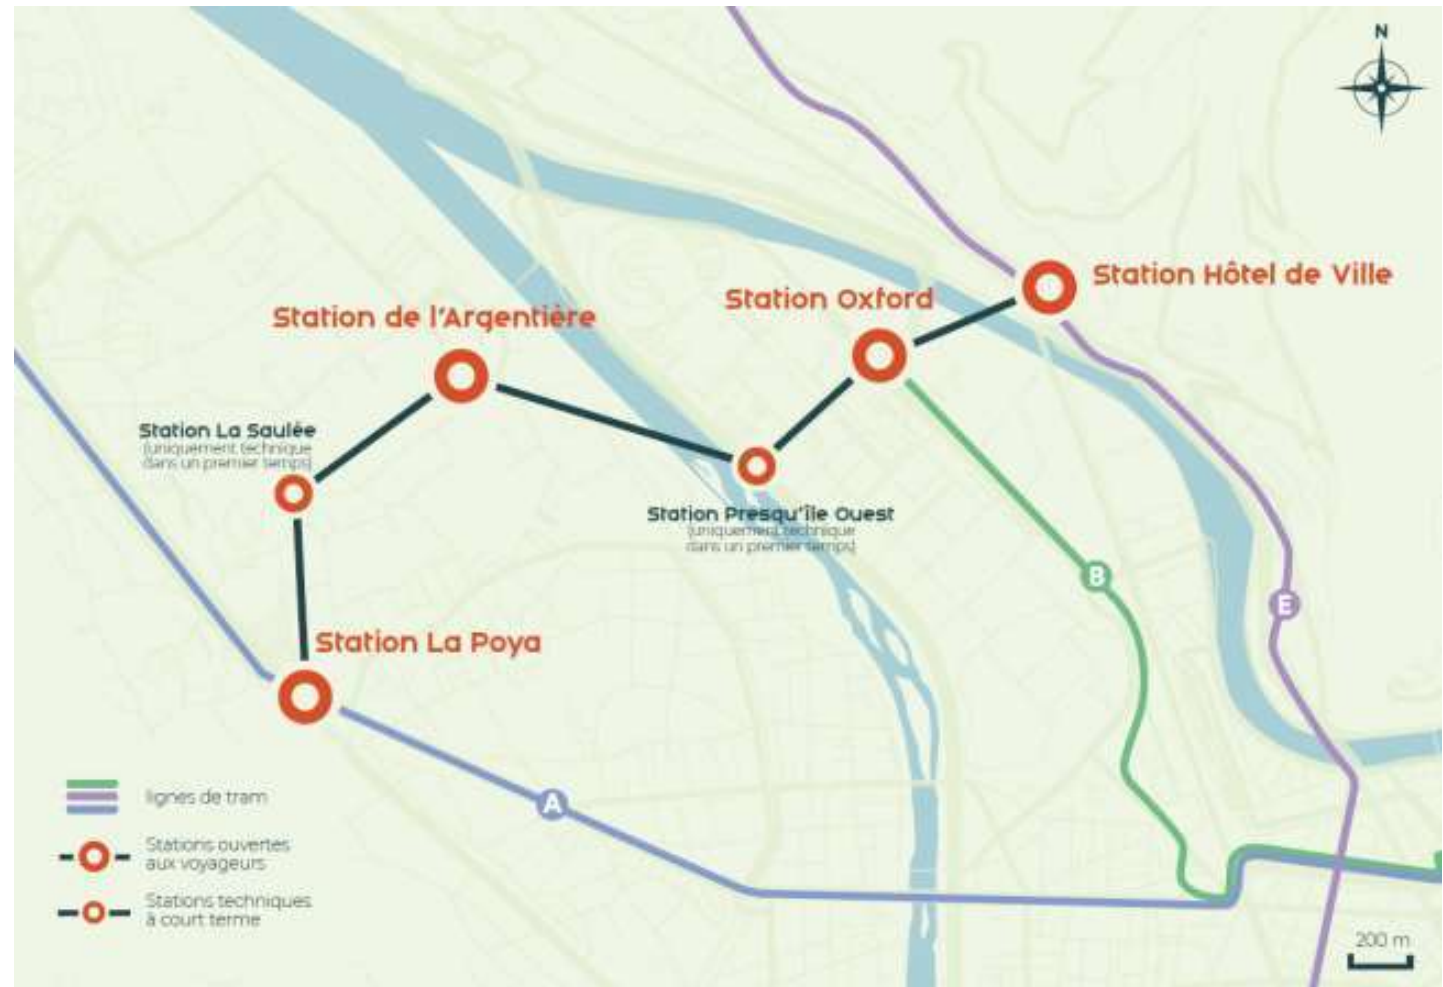 N
Station Hôtel de Ville
Station Oxford
Station de l'Argentière
Station La Saulée
(uniquement technique
dans un premier temps)
Station Presqu'île Ouest
(uniquement technique
dans un premier temps)
B
E
Station La Poya
A
lignes de tram
Stations ouvertes
aux voyageurs
Stations techniques
à court terme
200 m